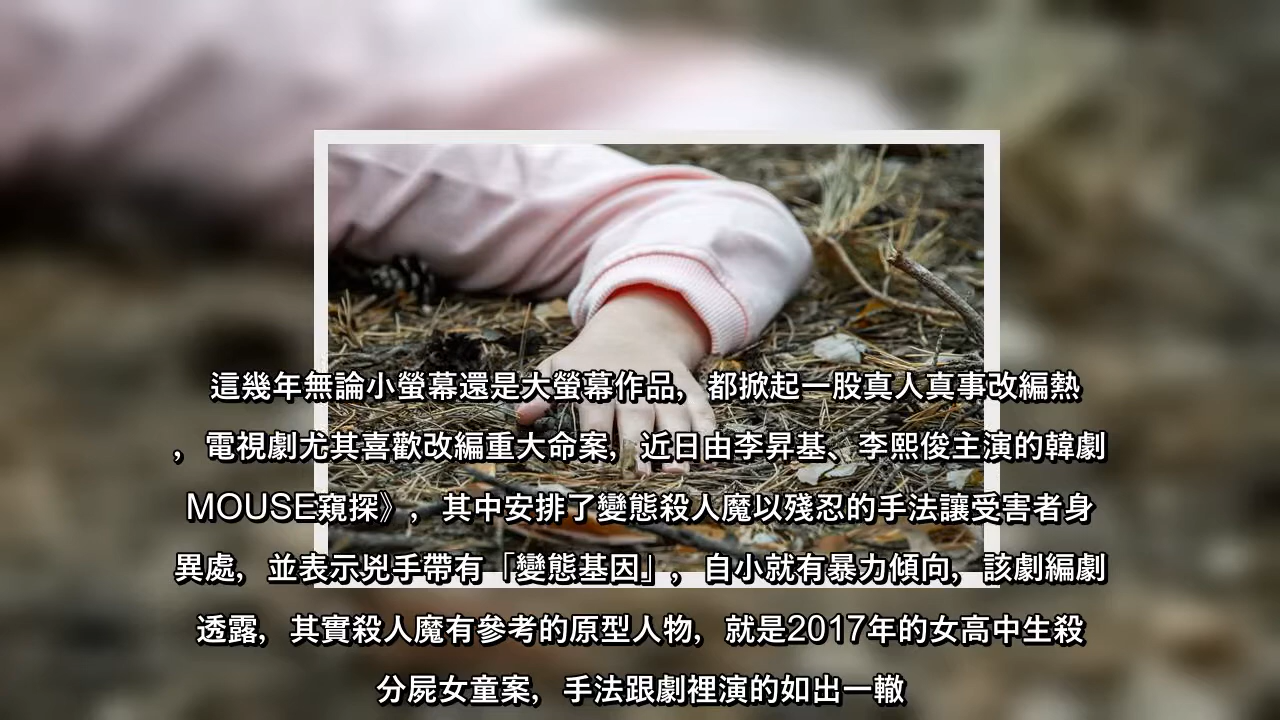 這幾年無論小螢幕還是大螢幕作品，都掀起一股真人真事改編熱
，電視劇尤其喜歡改編重大命案，近日由李昇基、李熙俊主演的韓劇
MOUSE窺探》，其中安排了變態殺人魔以殘忍的手法讓受害者身
異處，並表示兇手帶有「變態基因」，自小就有暴力傾向，該劇編劇
透露，其實殺人魔有參考的原型人物，就是2017年的女高中生殺
分屍女童案，手法跟劇裡演的如出一轍